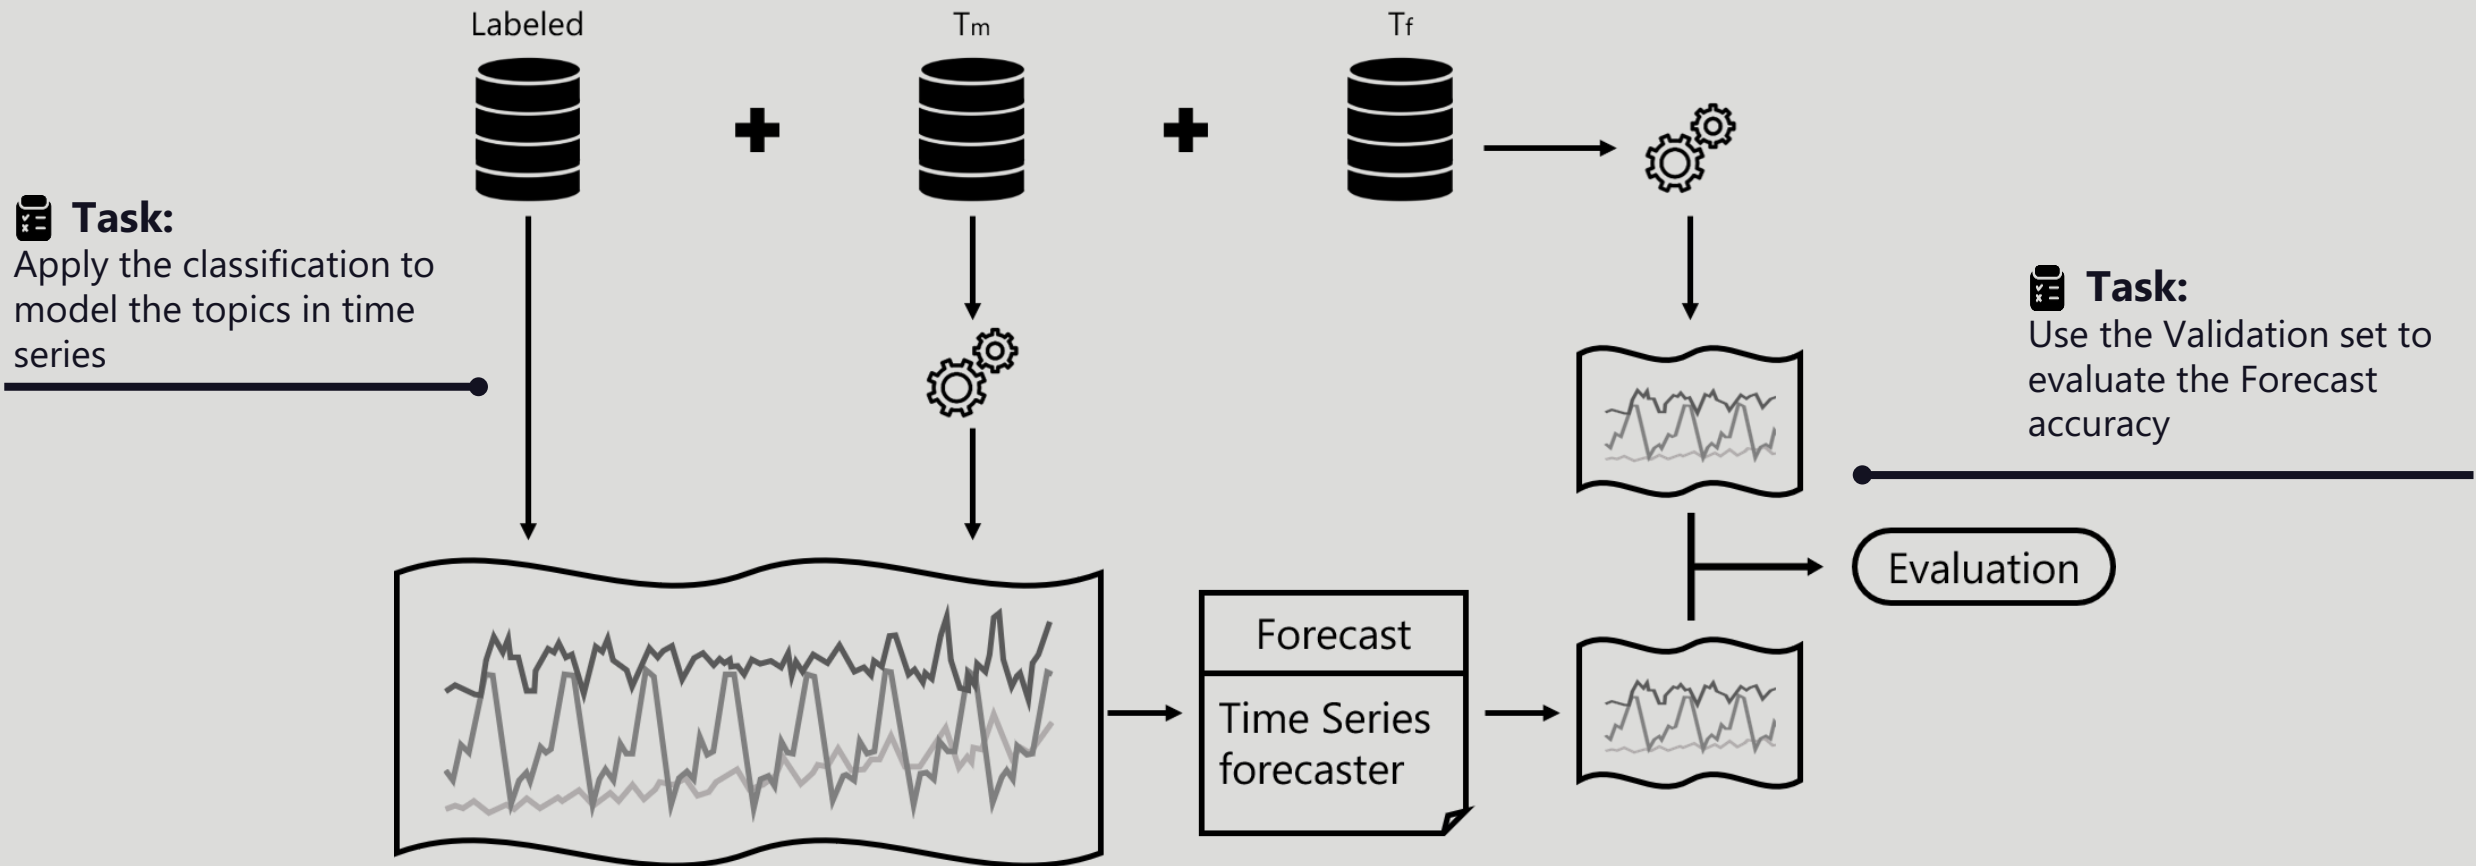 Labeled
Tm
Tf
Task:
Apply the classification to
model the topics in time
series
Task:
Use the Validation set to
evaluate the Forecast
accuracy
Evaluation
Forecast
Time Series
forecaster